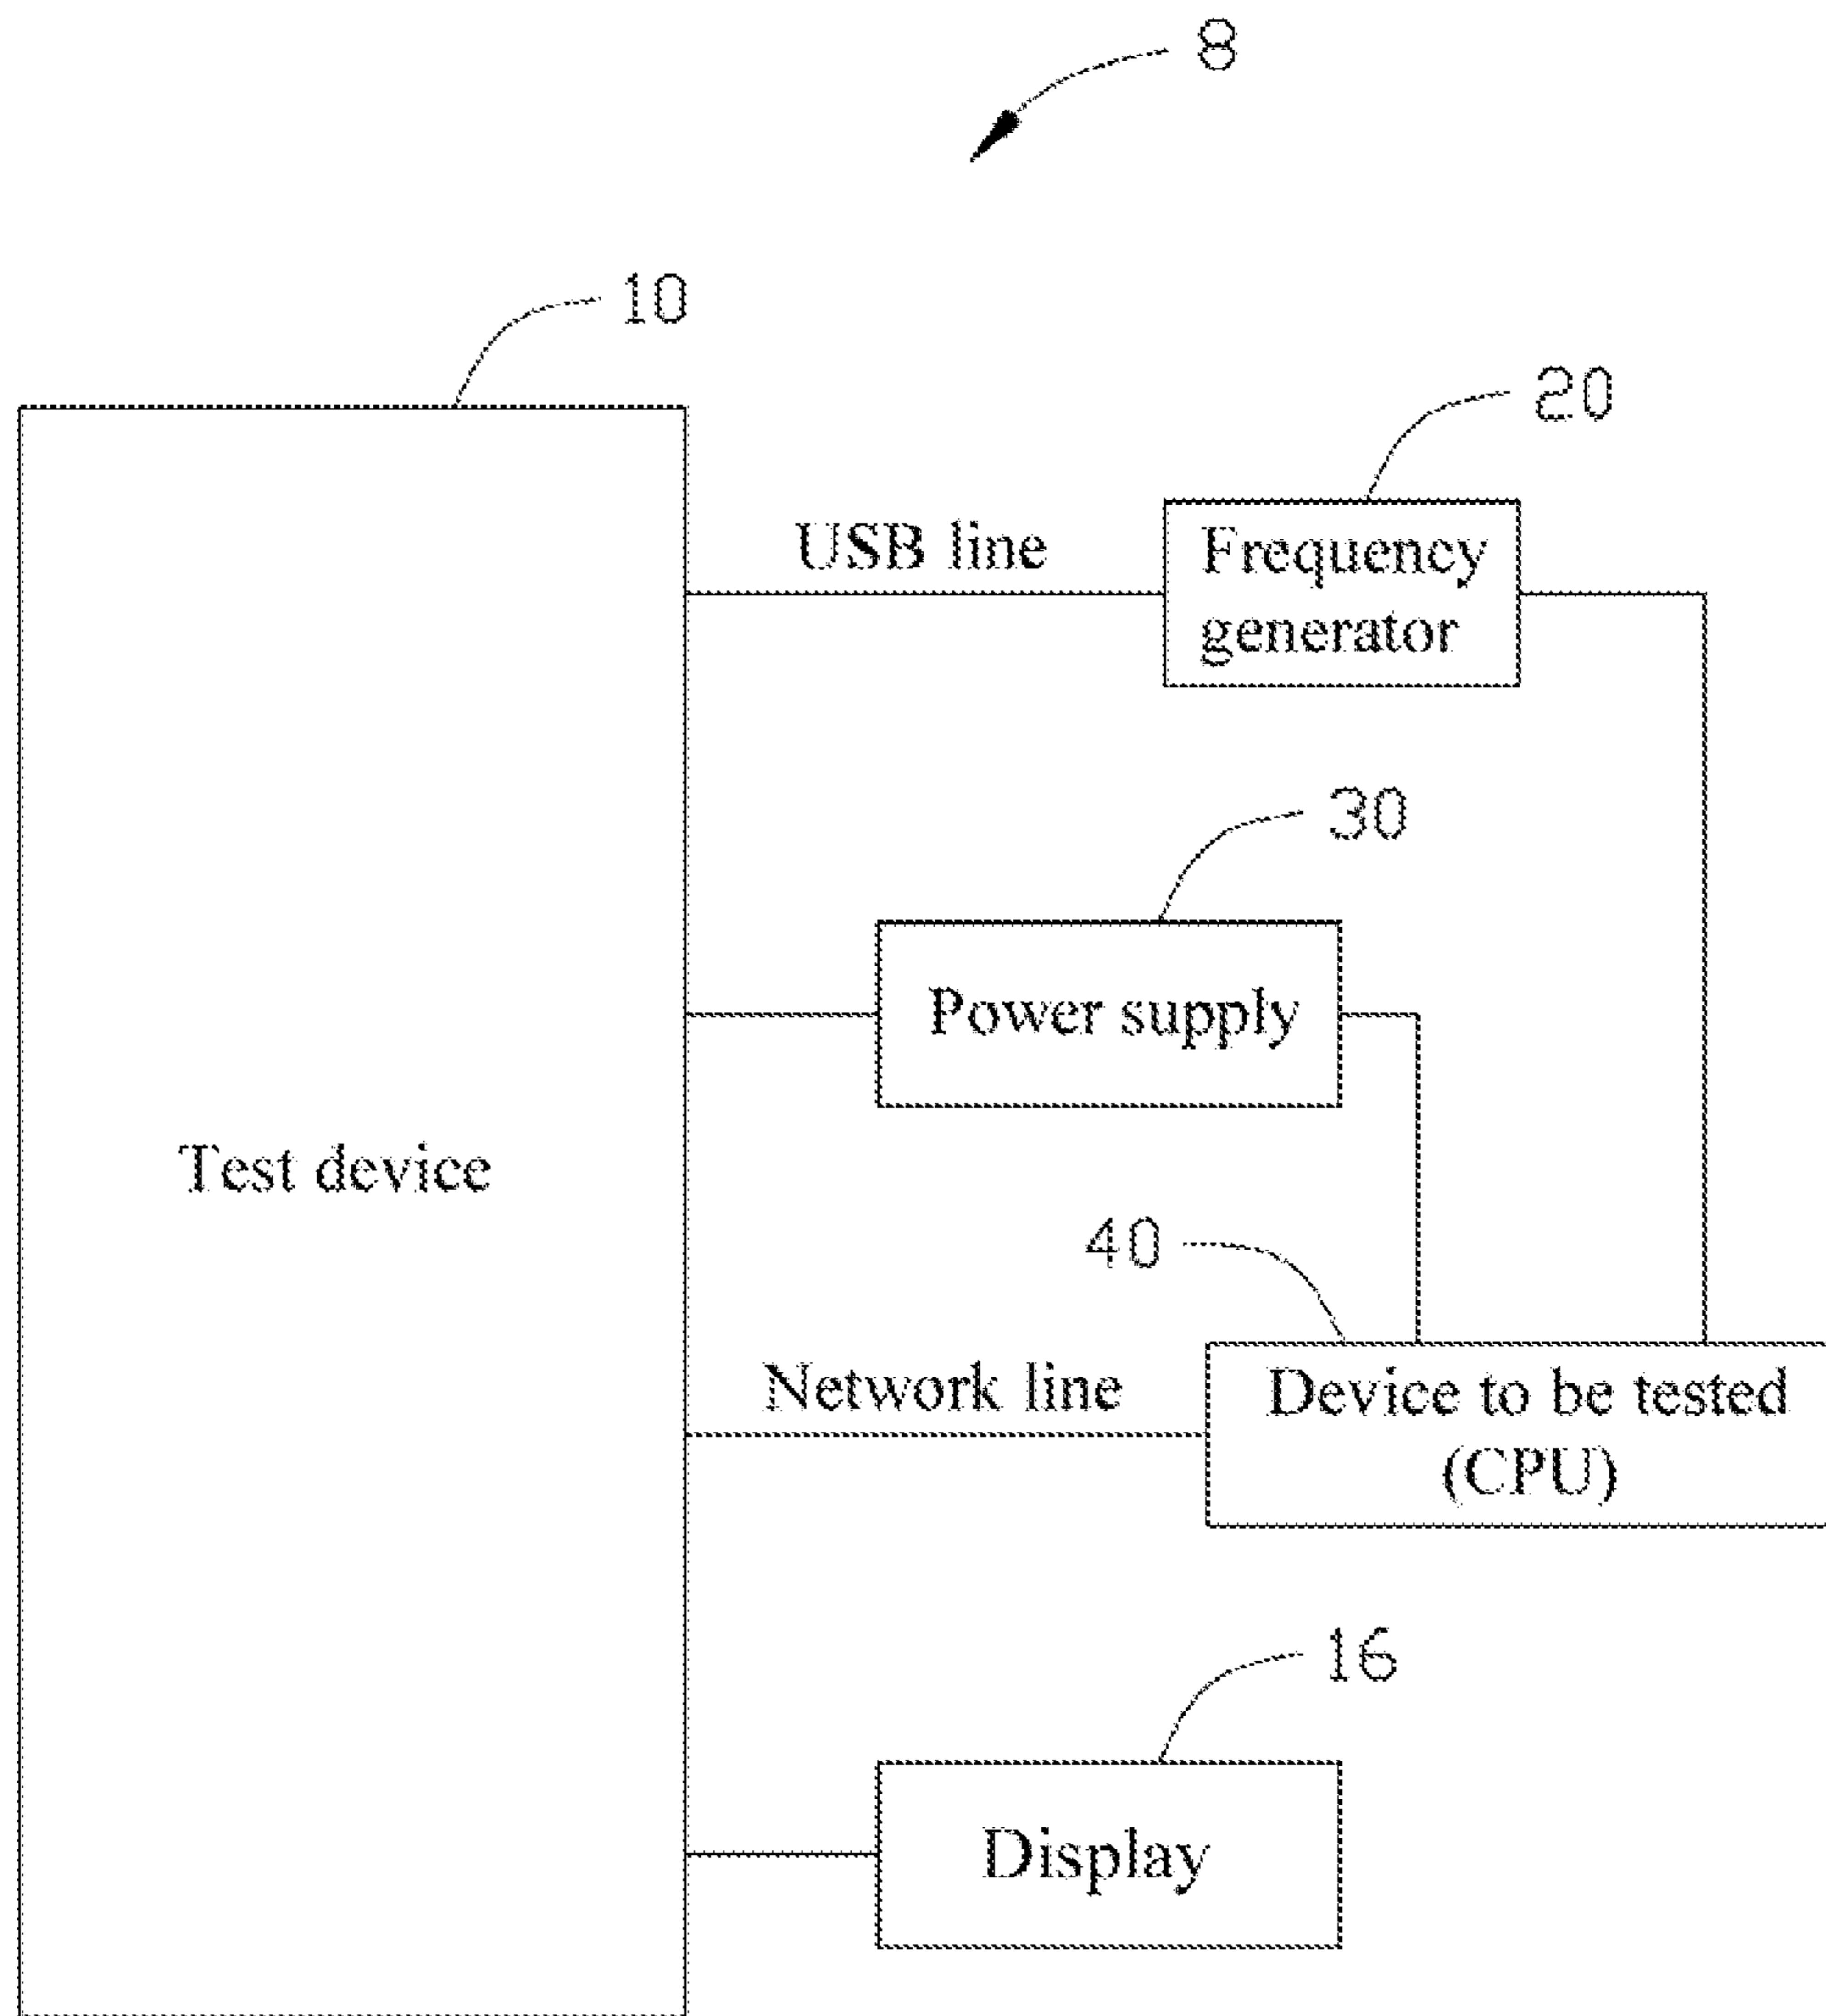 8
10
20
USB line
Frequency
generator
30
Power supply
Test device
40
Network line
Device to be tested
(CPU)
16
Display